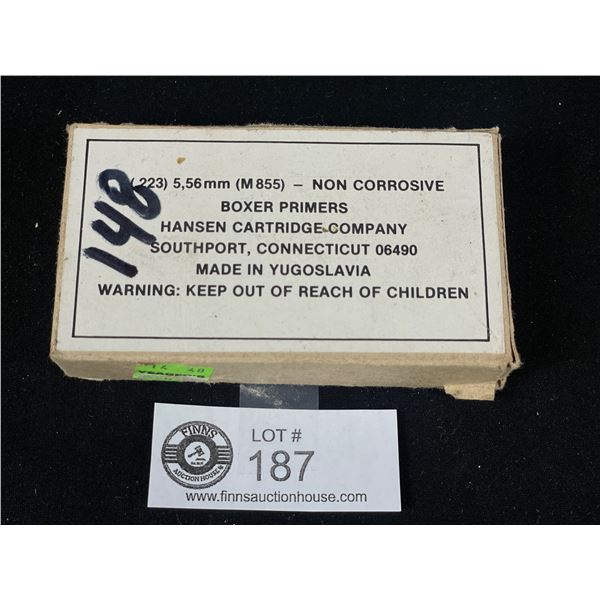 (.223) 5,56mm (M855) – NON CORROSIVE
BOXER PRIMERS
HANSEN CARTRIDGE COMPANY
SOUTHPORT, CONNECTICUT 06490
MADE IN YUGOSLAVIA
WARNING: KEEP OUT OF REACH OF CHILDREN
148
FINNS
AUCTION HOUSE
LOT #
187
www.finnsauctionhouse.com